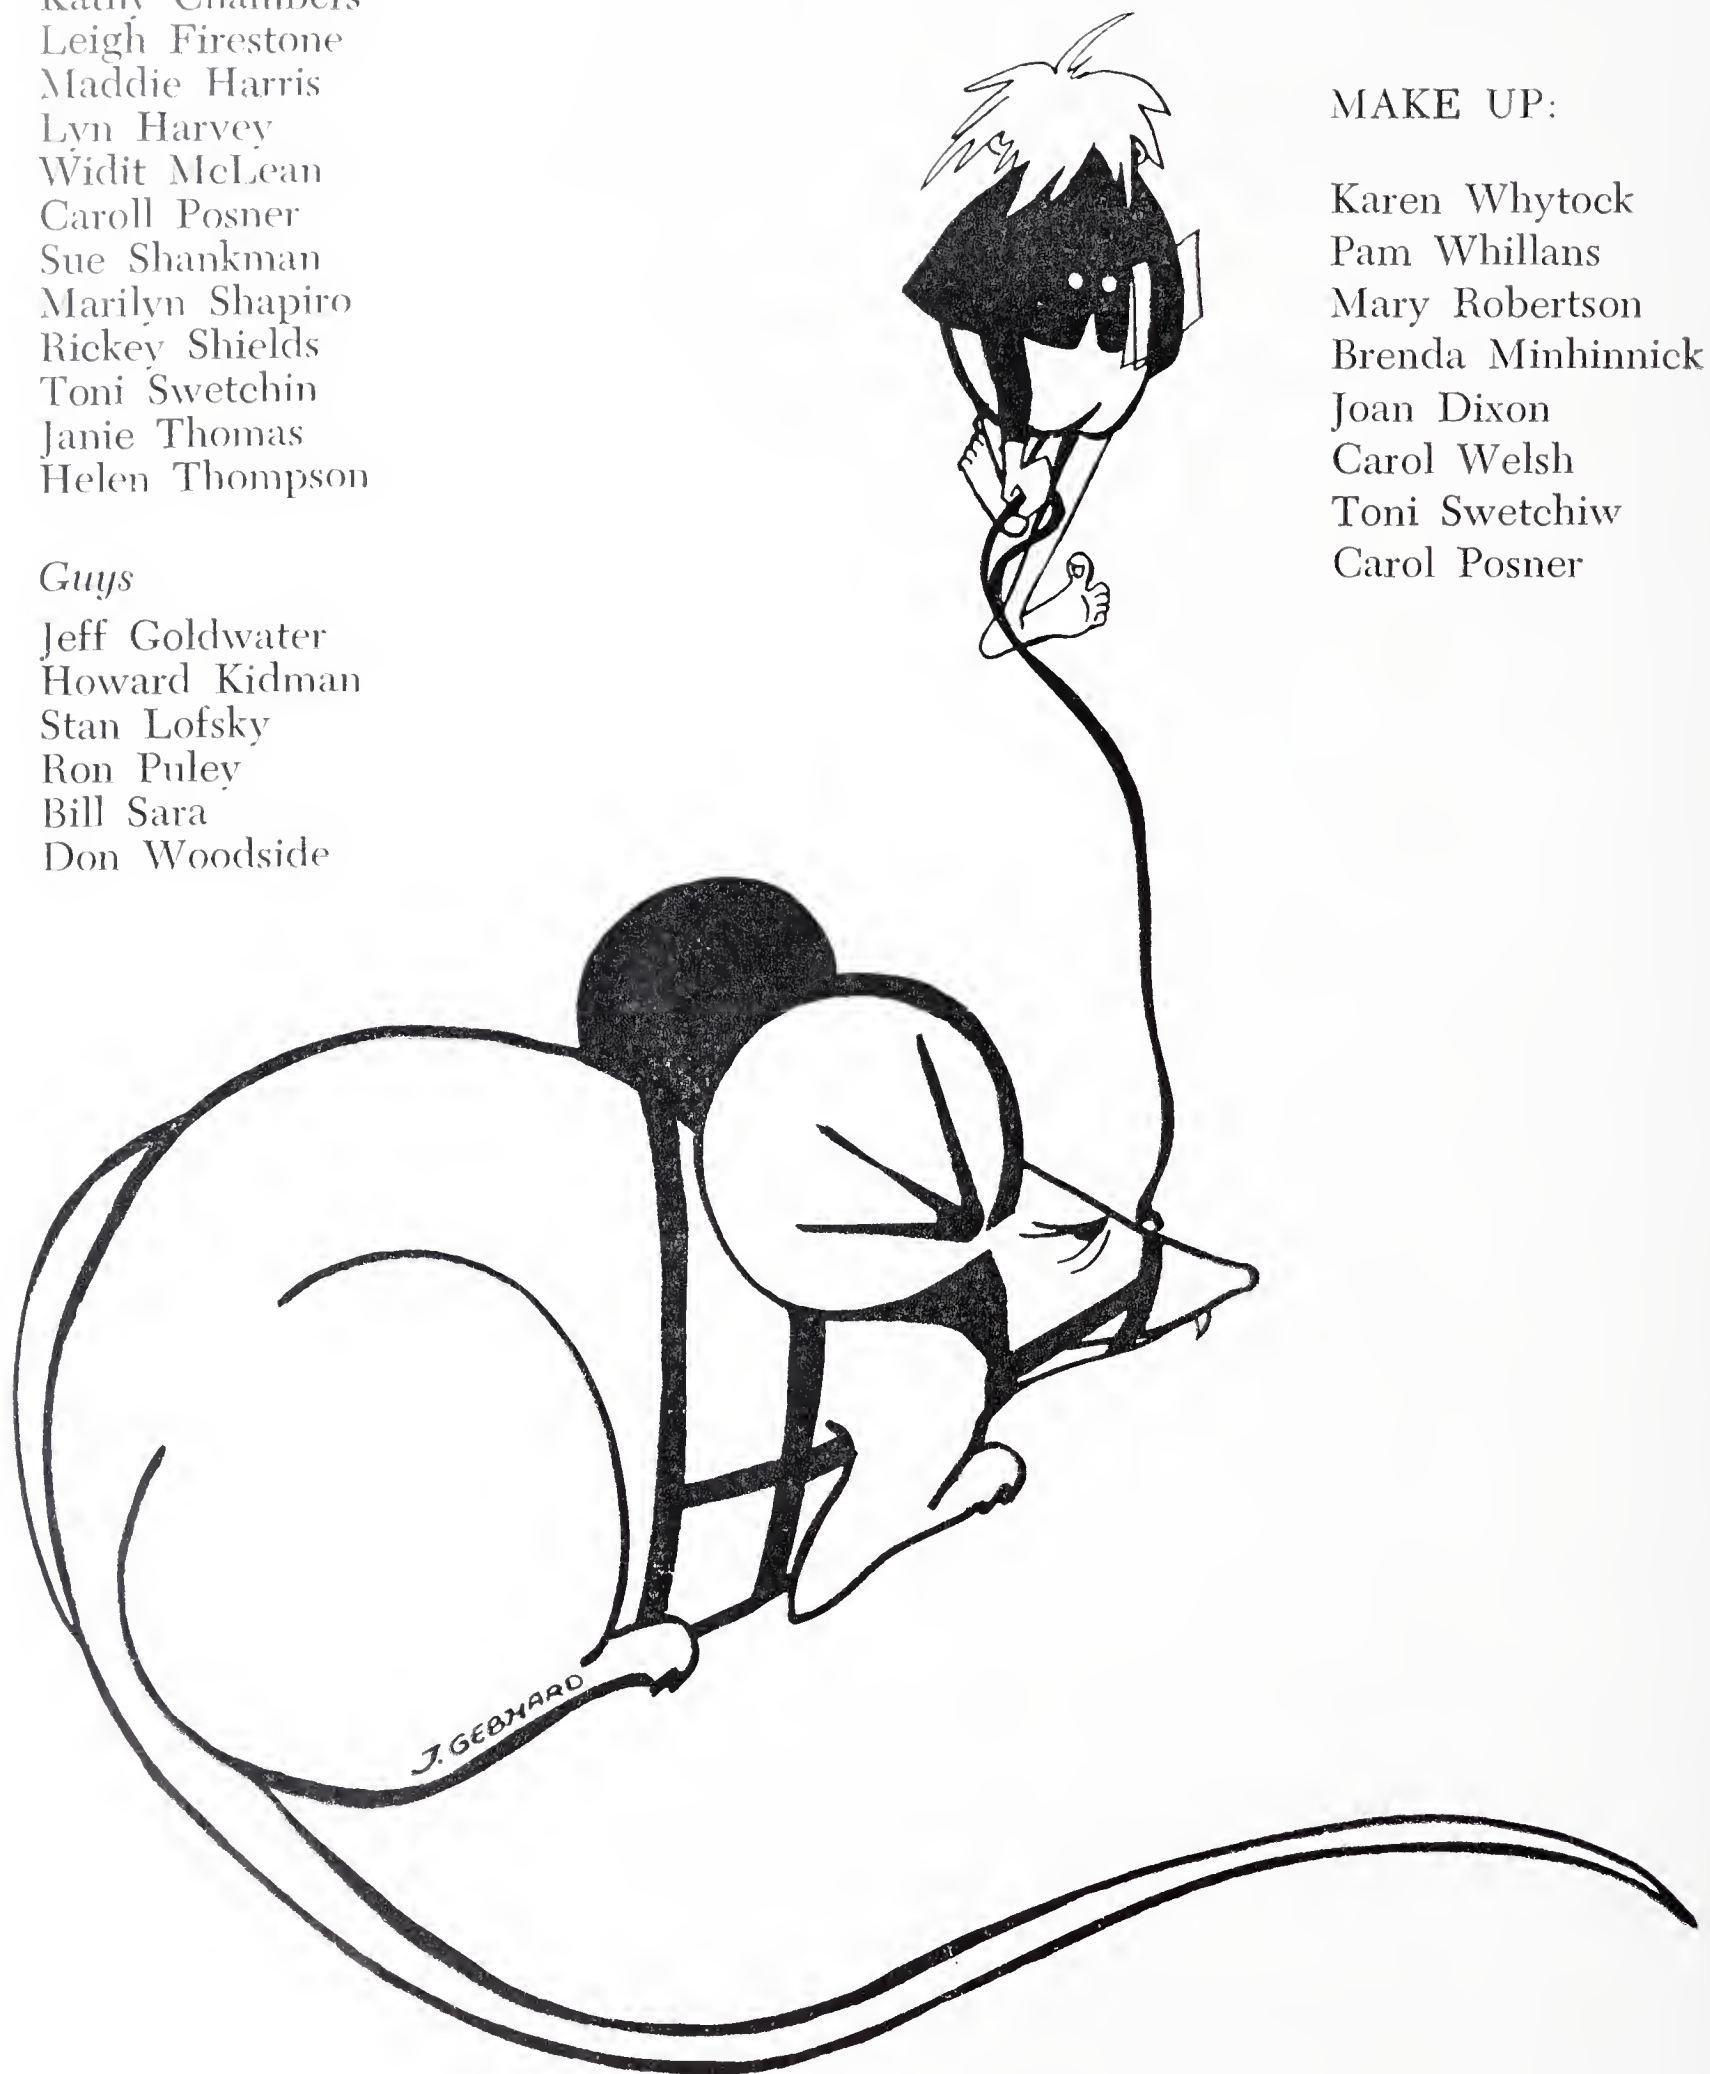 Kathy Chambers
Leigh Firestone
Maddie Harris
Lyn Harvey
Widit McLean
Caroll Posner
Sue Shankman
Marilyn Shapiro
Rickey Shields
Toni Swetchin
Janie Thomas
Helen Thompson
Guys
Jeff Goldwater
Howard Kidman
Stan Lofsky
Ron Puley
Bill Sara
Don Woodside
MAKE UP:
Karen Whytock
Pam Whillans
Mary Robertson
Brenda Minhinnick
Joan Dixon
Carol Welsh
Toni Swetchiw
Carol Posner
J. GEBHARD